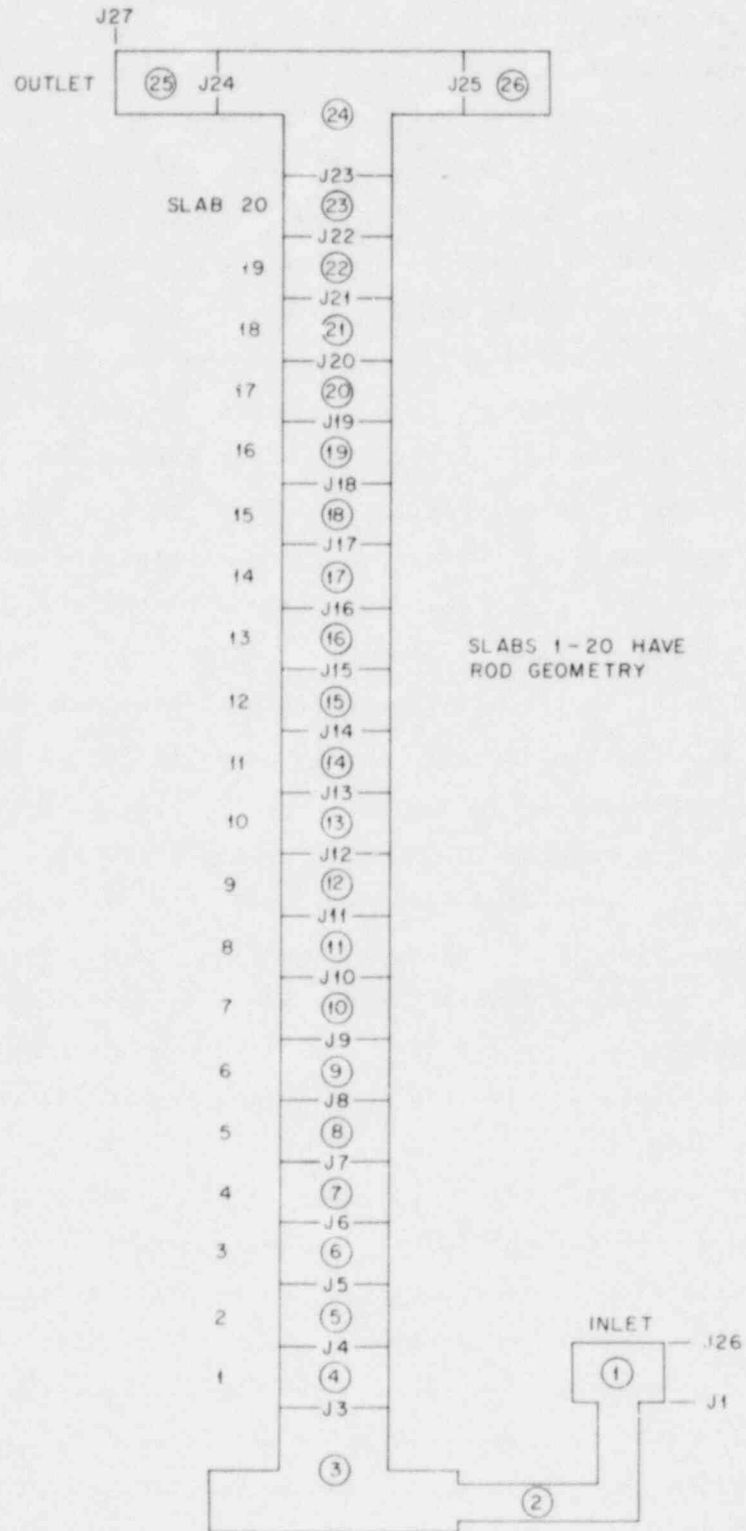 J27
OUTLET (25) J24 J25 (26)
(24)
J23
SLAB 20 (23)
J22
19 (22)
J21
18 (21)
J20
17 (20)
J19
16 (19)
J18
15 (18)
J17
14 (17)
J16
13 (16)
SLABS 1-20 HAVE
ROD GEOMETRY
J15
12 (15)
J14
11 (14)
J13
10 (13)
J12
9 (12)
J11
8 (11)
J10
7 (10)
J9
6 (9)
J8
5 (8)
J7
4 (7)
J6
3 (6)
J5
2 (5)
INLET
J4 J26
1 (4) (1)
J3 J1
(3)
(2)